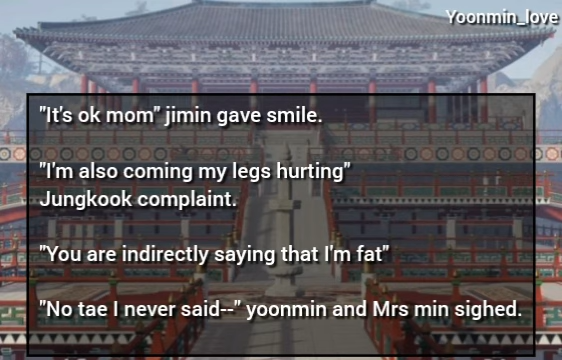 Yoonmin_love
"It's ok mom" jimin gave smile.
"I'm also coming my legs hurting"
Jungkook complaint.
"You are indirectly saying that I'm fat"
"No tae I never said--" yoonmin and Mrs min sighed.